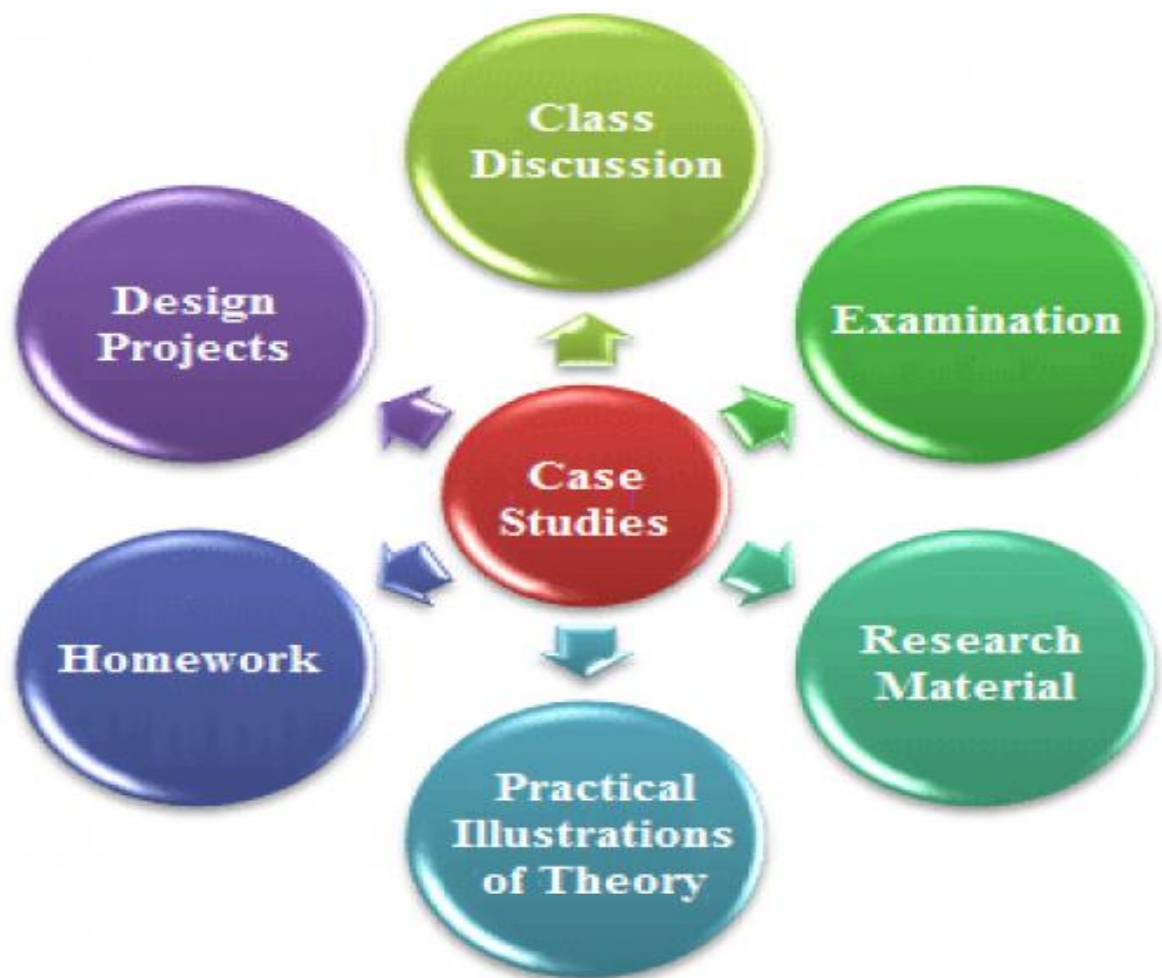 Class
Discussion
Examination
Research
Material
Practical
Illustrations
of Theory
Homework
Design
Projects
Case
Studies